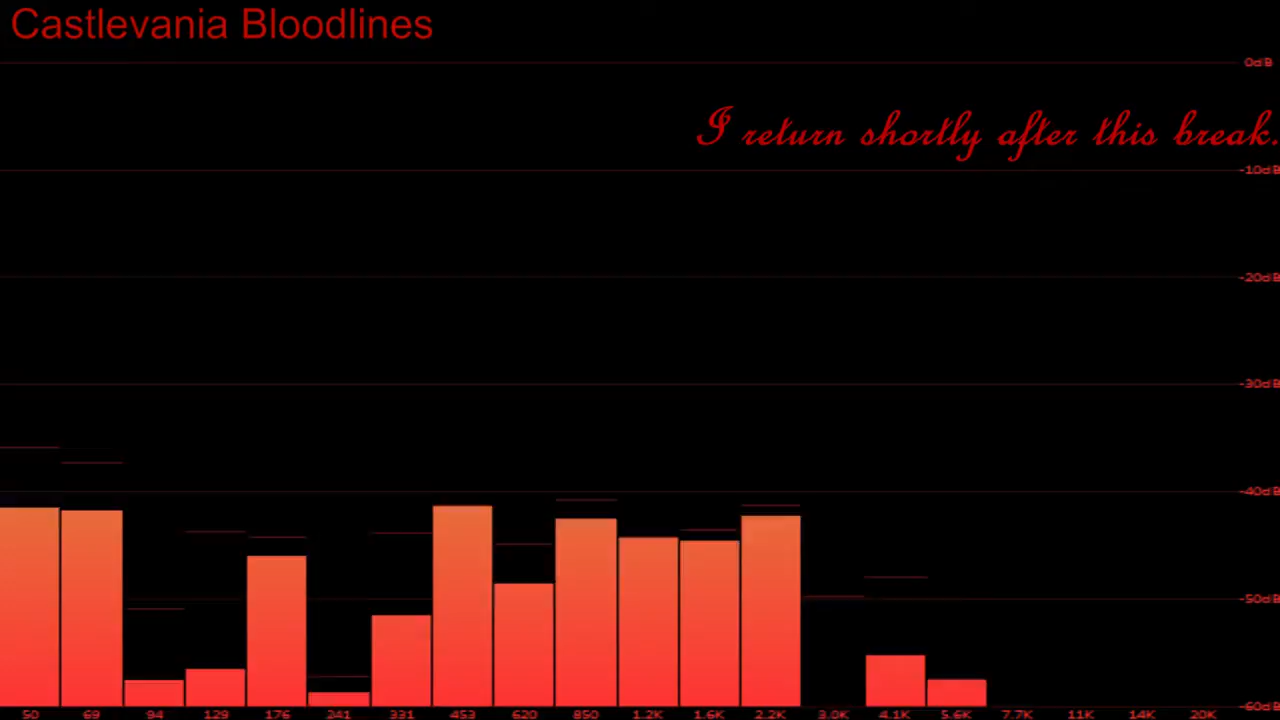 Castlevania Bloodlines
0dB
I return shortly after this break.
-10dB
-20dB
-30dB
-40dB
-50dB
-60dB
50 69 94 129 176 241 331 453 620 850 1.2K 1.6K 2.2K 3.0K 4.1K 5.6K 7.7K 11K 14K 20K